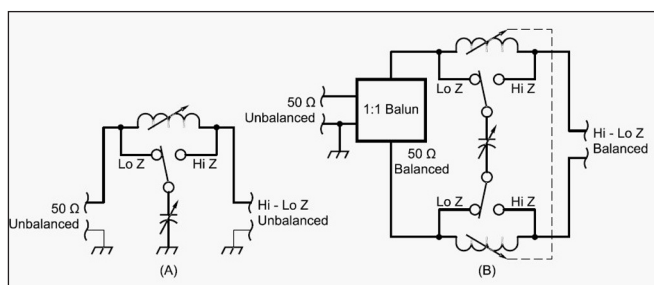 Lo Z
Hi Z
50 Ω
Unbalanced
Hi - Lo Z
Unbalanced
(A)
50 Ω
Unbalanced
1:1 Balun
50 Ω
Balanced
Lo Z
Hi Z
Lo Z
Hi Z
Hi - Lo Z
Balanced
(B)